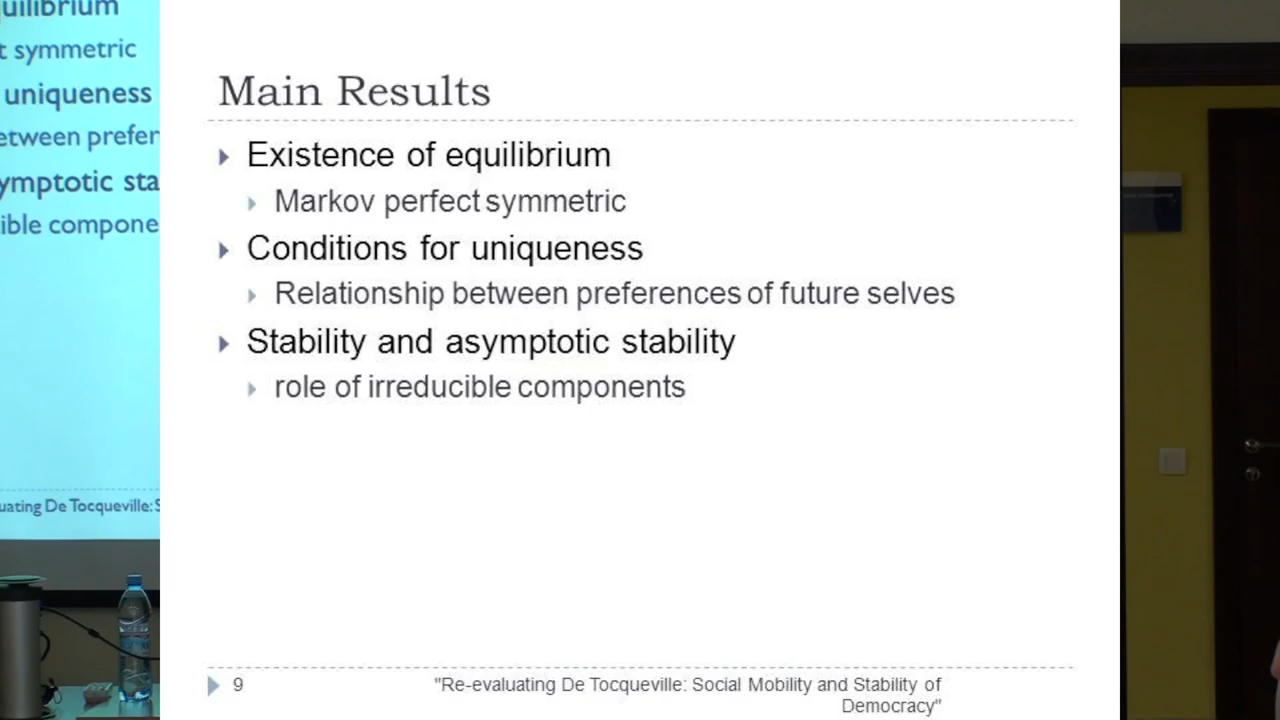 uilibrium
t symmetric
uniqueness
etween prefer
ymptotic sta
ible compone
uating De Tocqueville: S
Main Results
Existence of equilibrium
Markov perfect symmetric
Conditions for uniqueness
Relationship between preferences of future selves
Stability and asymptotic stability
role of irreducible components
9
"Re-evaluating De Tocqueville: Social Mobility and Stability of
Democracy"